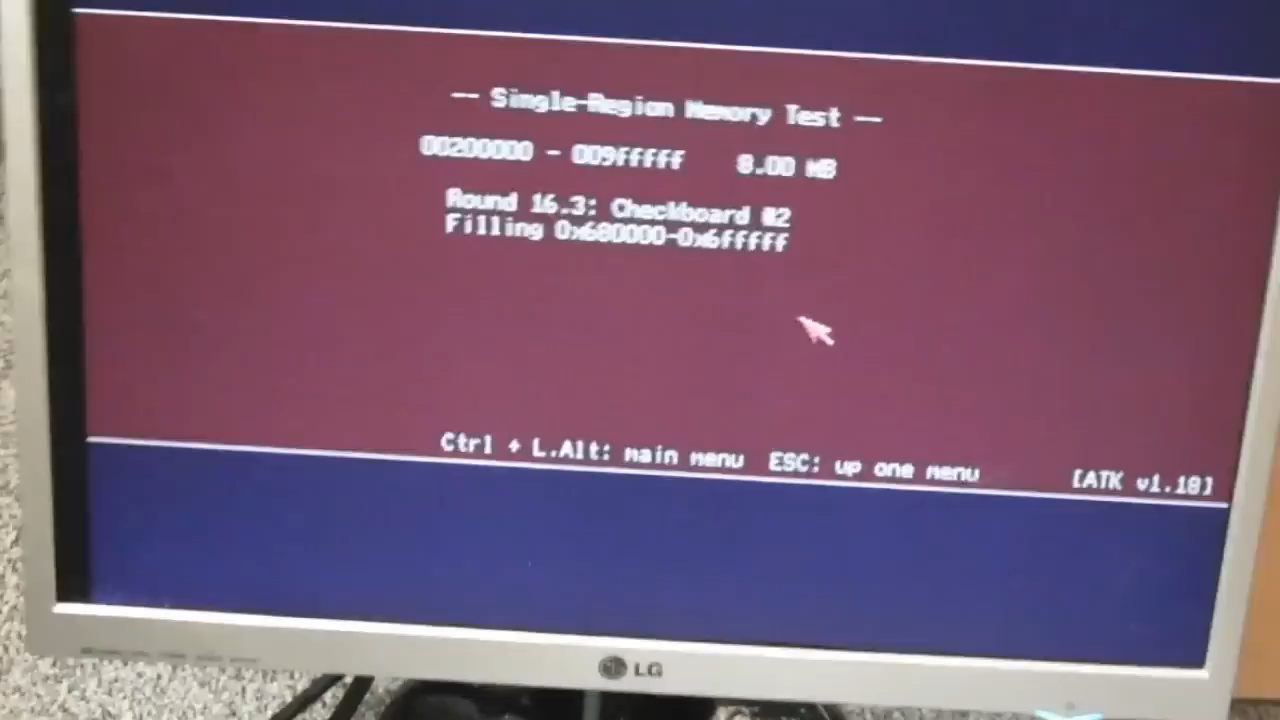 -- Single-Region Memory Test --
00200000 - 009fffff 8.00 MB
Round 16.3: Checkboard #2
Filling 0x680000-0x6fffff
Ctrl + L.Alt: main menu ESC: up one menu [ATK v1.18]
LG